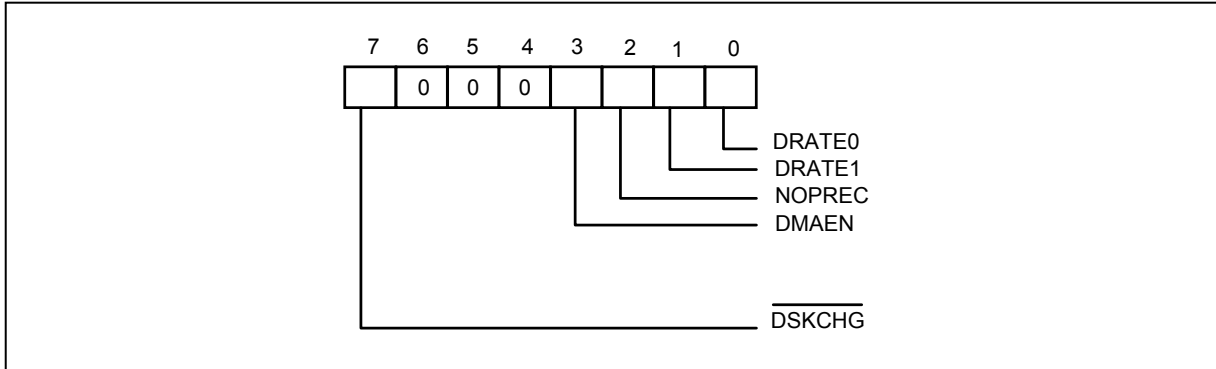 7 6 5 4 3 2 1 0
0 0 0
DRATE0
DRATE1
NOPREC
DMAEN
DSKCHG